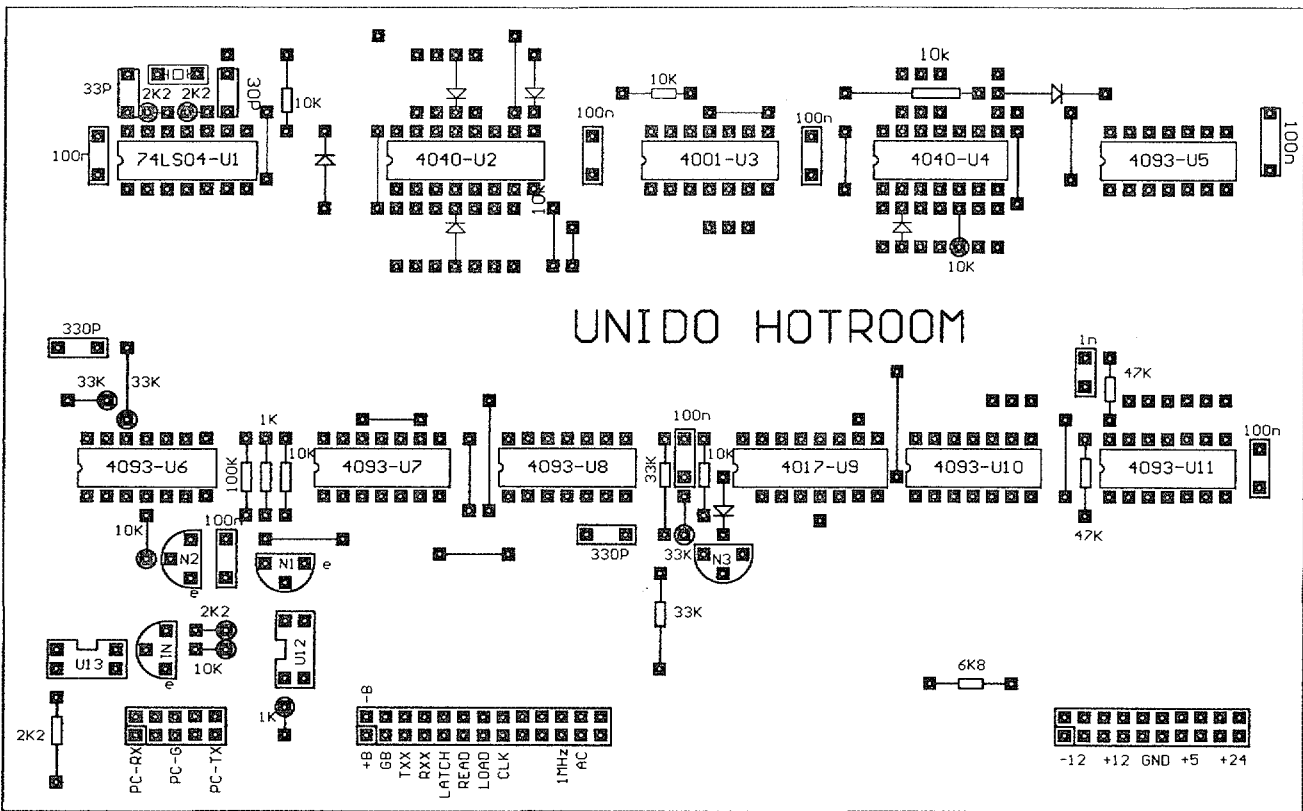 10k
33P
2K2
2K2
30P
10K
10K
100n
100n
100n
100n
74LS04-U1
4040-U2
4001-U3
4040-U4
4093-U5
10K
10K
UNIDO HOTROOM
330P
1n
33K
33K
47K
1K
100n
10K
10K
100n
4093-U6
100K
4093-U7
4093-U8
33K
4017-U9
4093-U10
4093-U11
10K
100n
330P
33K
47K
N2
N1
e
N3
e
2K2
33K
U13
IN
10K
U12
e
6K8
-B
1K
2K2
PC-RX
PC-G
PC-TX
+B
GB
TXX
RXX
LATCH
READ
LOAD
CLK
1MHz
AC
-12 +12 GND +5 +24